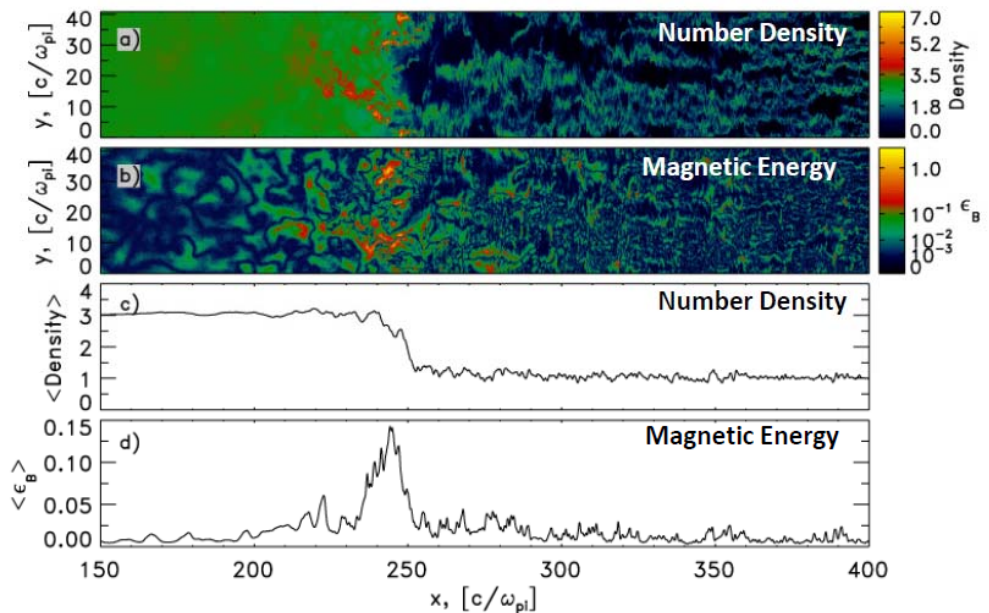 a)
Number Density
y, [c/ω_pl]
40
30
20
10
0
7.0
5.2
3.5
1.8
0.0
Density
b)
Magnetic Energy
y, [c/ω_pl]
40
30
20
10
0
1.0
10⁻¹
10⁻²
10⁻³
0
ϵ_B
c)
Number Density
<Density>
4
3
2
1
0
d)
Magnetic Energy
<ϵ_B>
0.15
0.10
0.05
0.00
150 200 250 300 350 400
x, [c/ω_pl]